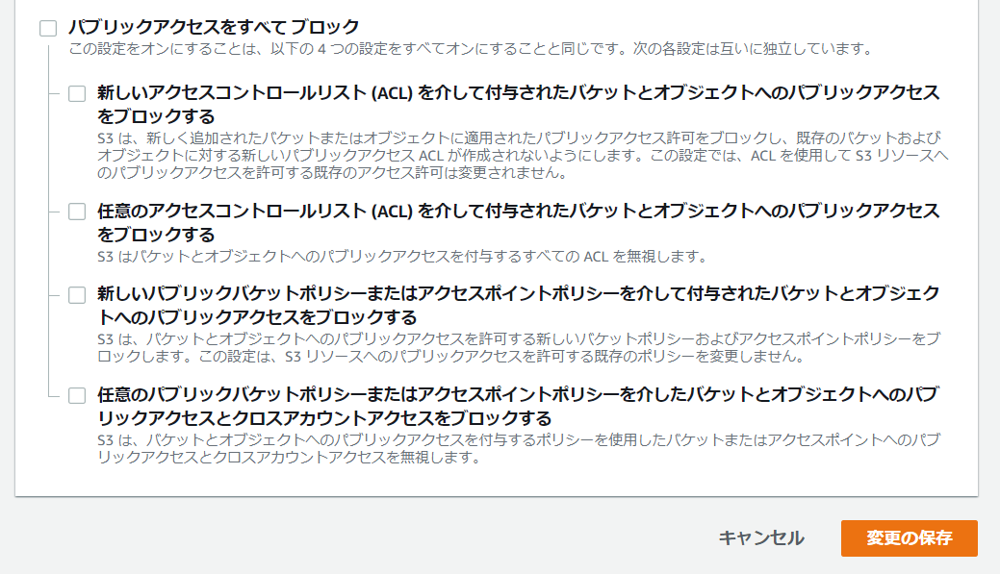 パブリックアクセスをすべて ブロック
この設定をオンにすることは、以下の 4 つの設定をすべてオンにすることと同じです。次の各設定は互いに独立しています。
新しいアクセスコントロールリスト (ACL) を介して付与されたバケットとオブジェクトへのパブリックアクセス
をブロックする
S3 は、新しく追加されたバケットまたはオブジェクトに適用されたパブリックアクセス許可をブロックし、既存のバケットおよび
オブジェクトに対する新しいパブリックアクセス ACL が作成されないようにします。この設定では、ACL を使用して S3 リソースへ
のパブリックアクセスを許可する既存のアクセス許可は変更されません。
任意のアクセスコントロールリスト (ACL) を介して付与されたバケットとオブジェクトへのパブリックアクセス
をブロックする
S3 はバケットとオブジェクトへのパブリックアクセスを付与するすべての ACL を無視します。
新しいパブリックバケットポリシーまたはアクセスポイントポリシーを介して付与されたバケットとオブジェク
トへのパブリックアクセスをブロックする
S3 は、バケットとオブジェクトへのパブリックアクセスを許可する新しいバケットポリシーおよびアクセスポイントポリシーをブ
ロックします。この設定は、S3 リソースへのパブリックアクセスを許可する既存のポリシーを変更しません。
任意のパブリックバケットポリシーまたはアクセスポイントポリシーを介したバケットとオブジェクトへのパブ
リックアクセスとクロスアカウントアクセスをブロックする
S3 は、バケットとオブジェクトへのパブリックアクセスを付与するポリシーを使用したバケットまたはアクセスポイントへのパブ
リックアクセスとクロスアカウントアクセスを無視します。
キャンセル
変更の保存